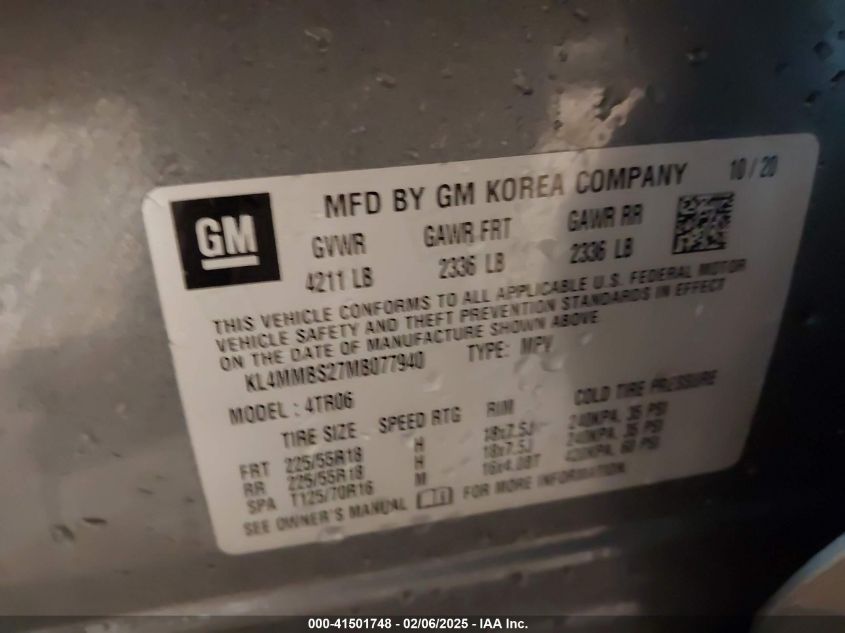 MFD BY GM KOREA COMPANY 10/20
GM
GVWR GAWR FRT GAWR RR
4211 LB 2336 LB 2336 LB
THIS VEHICLE CONFORMS TO ALL APPLICABLE U.S. FEDERAL MOTOR
VEHICLE SAFETY AND THEFT PREVENTION STANDARDS IN EFFECT
ON THE DATE OF MANUFACTURE SHOWN ABOVE.
KL4MMBS27MB077940 TYPE: MPV
MODEL: 4TR06
TIRE SIZE SPEED RTG RIM COLD TIRE PRESSURE
FRT 225/55R18 H 18x7.5J 240KPA, 35 PSI
RR 225/55R18 H 18x7.5J 240KPA, 35 PSI
SPA T125/70R16 M 16x4.0BT 420KPA, 60 PSI
SEE OWNER'S MANUAL FOR MORE INFORMATION.
000-41501748 - 02/06/2025 - IAA Inc.